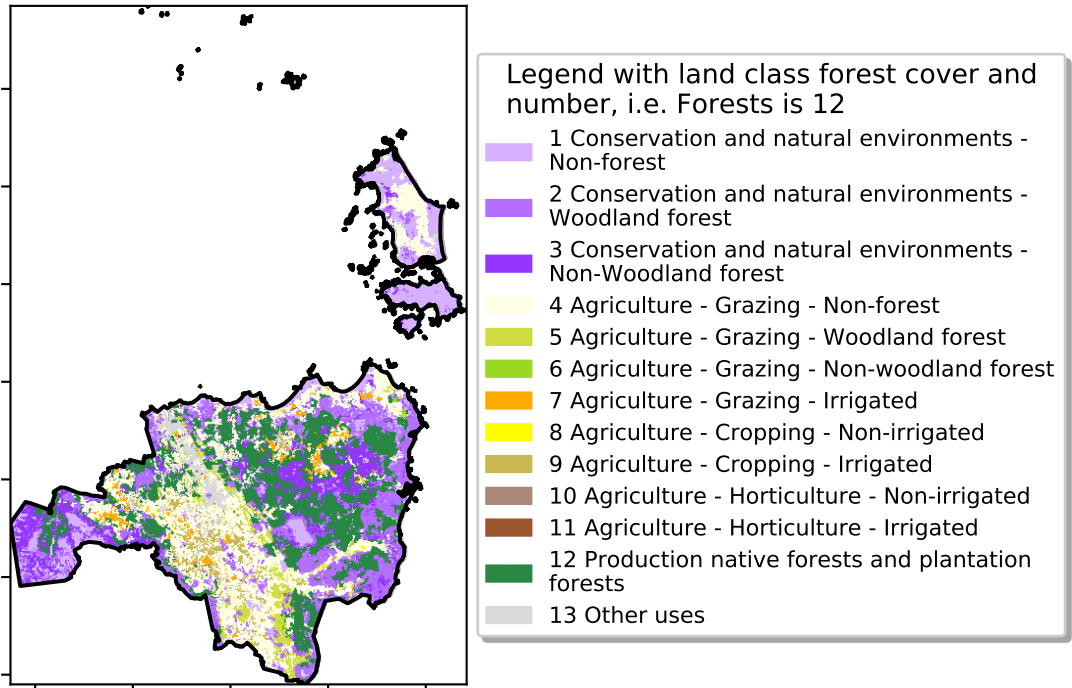 Legend with land class forest cover and
number, i.e. Forests is 12
1 Conservation and natural environments -
Non-forest
2 Conservation and natural environments -
Woodland forest
3 Conservation and natural environments -
Non-Woodland forest
4 Agriculture - Grazing - Non-forest
5 Agriculture - Grazing - Woodland forest
6 Agriculture - Grazing - Non-woodland forest
7 Agriculture - Grazing - Irrigated
8 Agriculture - Cropping - Non-irrigated
9 Agriculture - Cropping - Irrigated
10 Agriculture - Horticulture - Non-irrigated
11 Agriculture - Horticulture - Irrigated
12 Production native forests and plantation
forests
13 Other uses